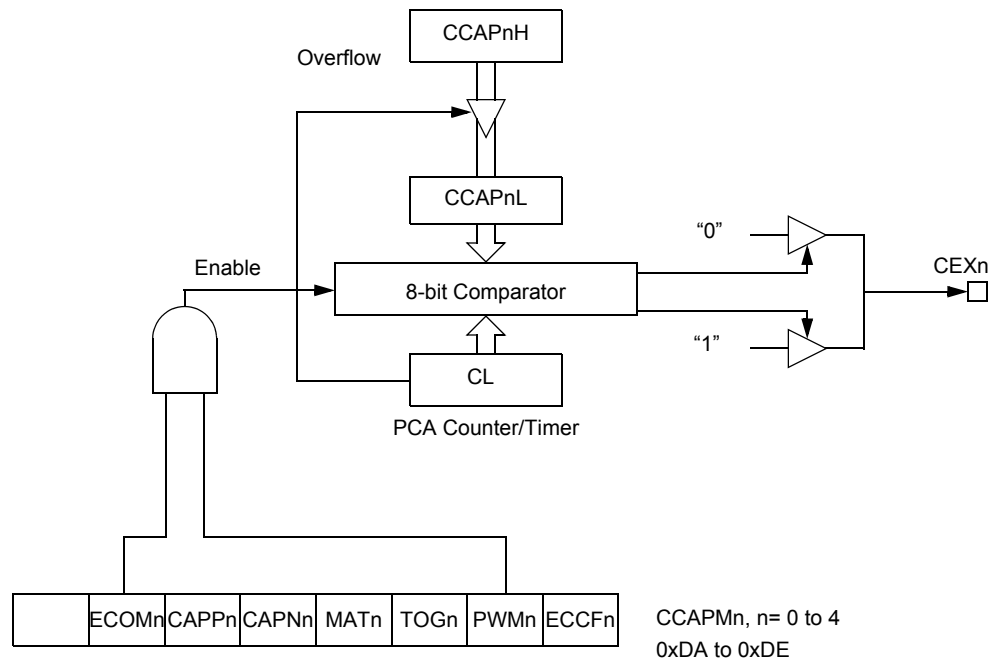 CCAPnH
Overflow
CCAPnL
“0”
Enable
CEXn
8-bit Comparator
“1”
CL
PCA Counter/Timer
ECOMn CAPPn CAPNn MATn TOGn PWMn ECCFn
CCAPMn, n= 0 to 4
0xDA to 0xDE